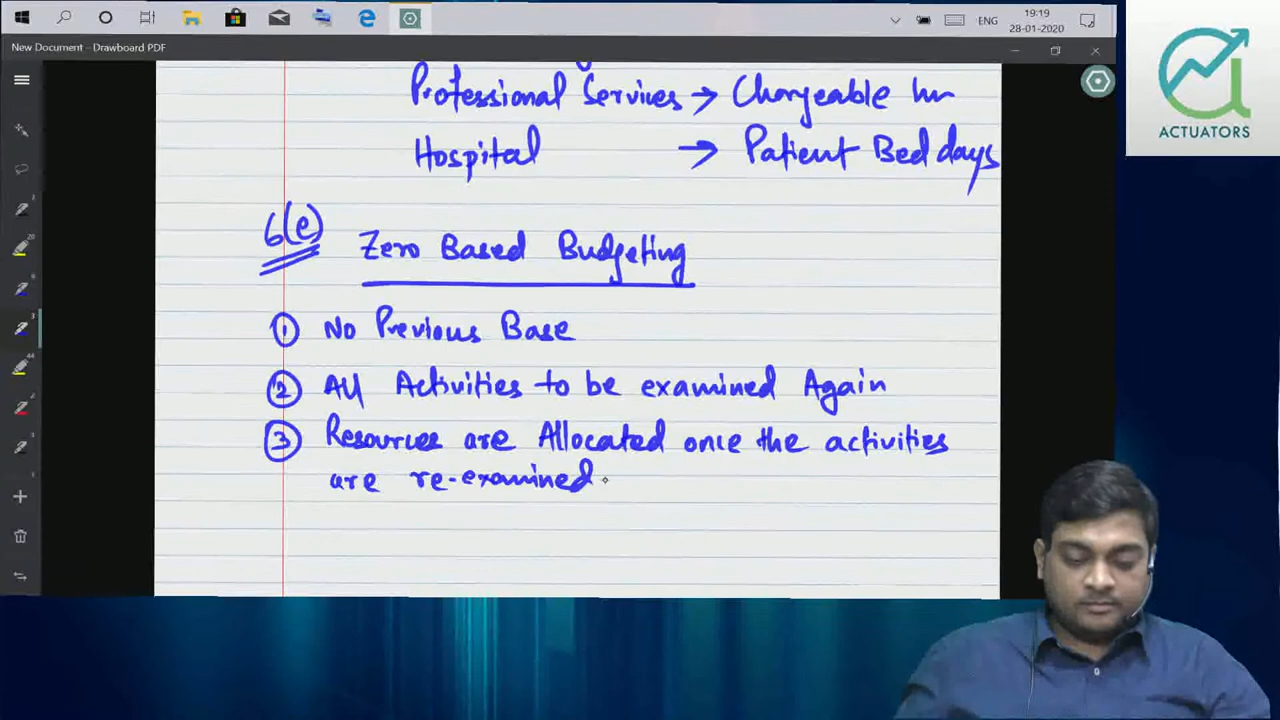 19:19
ENG
28-01-2020
New Document - Drawboard PDF
ACTUATORS
Professional Services → Chargeable hr
Hospital → Patient Bed days
6(e) Zero Based Budgeting
① No Previous Base
② All Activities to be examined Again
③ Resources are Allocated once the activities
are re-examined